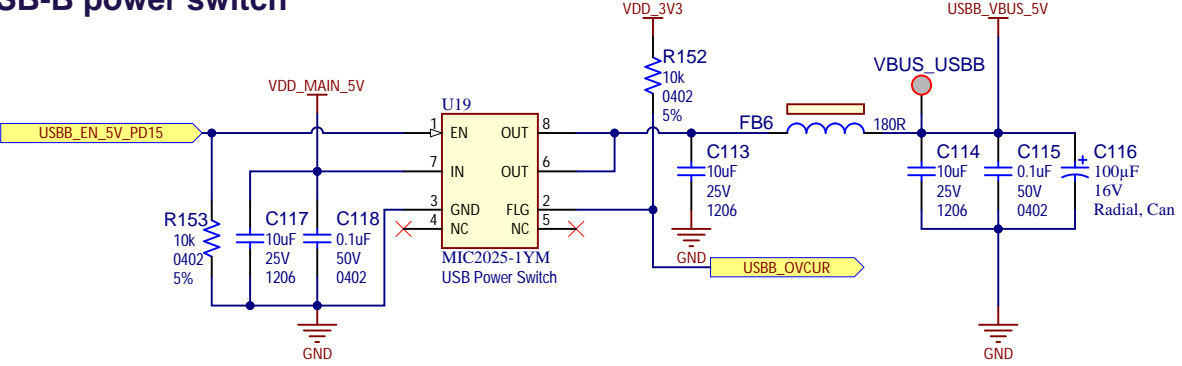 SB-B power switch
VDD_3V3
USBB_VBUS_5V
R152
10k
0402
5%
VBUS_USBB
VDD_MAIN_5V
U19
USBB_EN_5V_PD15
1
EN
OUT
8
FB6
180R
7
IN
OUT
6
C113
10uF
25V
1206
C114
10uF
25V
1206
C115
0.1uF
50V
0402
C116
100µF
16V
Radial, Can
R153
10k
0402
5%
C117
10uF
25V
1206
C118
0.1uF
50V
0402
3
GND
FLG
2
4
NC
NC
5
MIC2025-1YM
USB Power Switch
GND
USBB_OVCUR
GND
GND